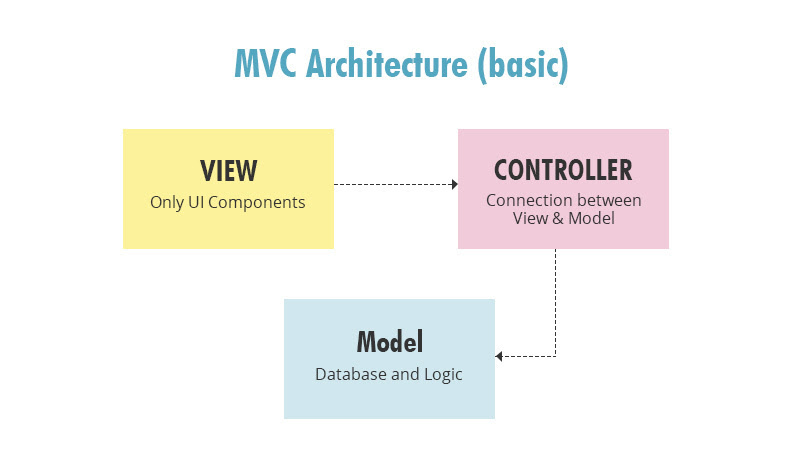 MVC Architecture (basic)
VIEW
Only UI Components
CONTROLLER
Connection between
View & Model
Model
Database and Logic